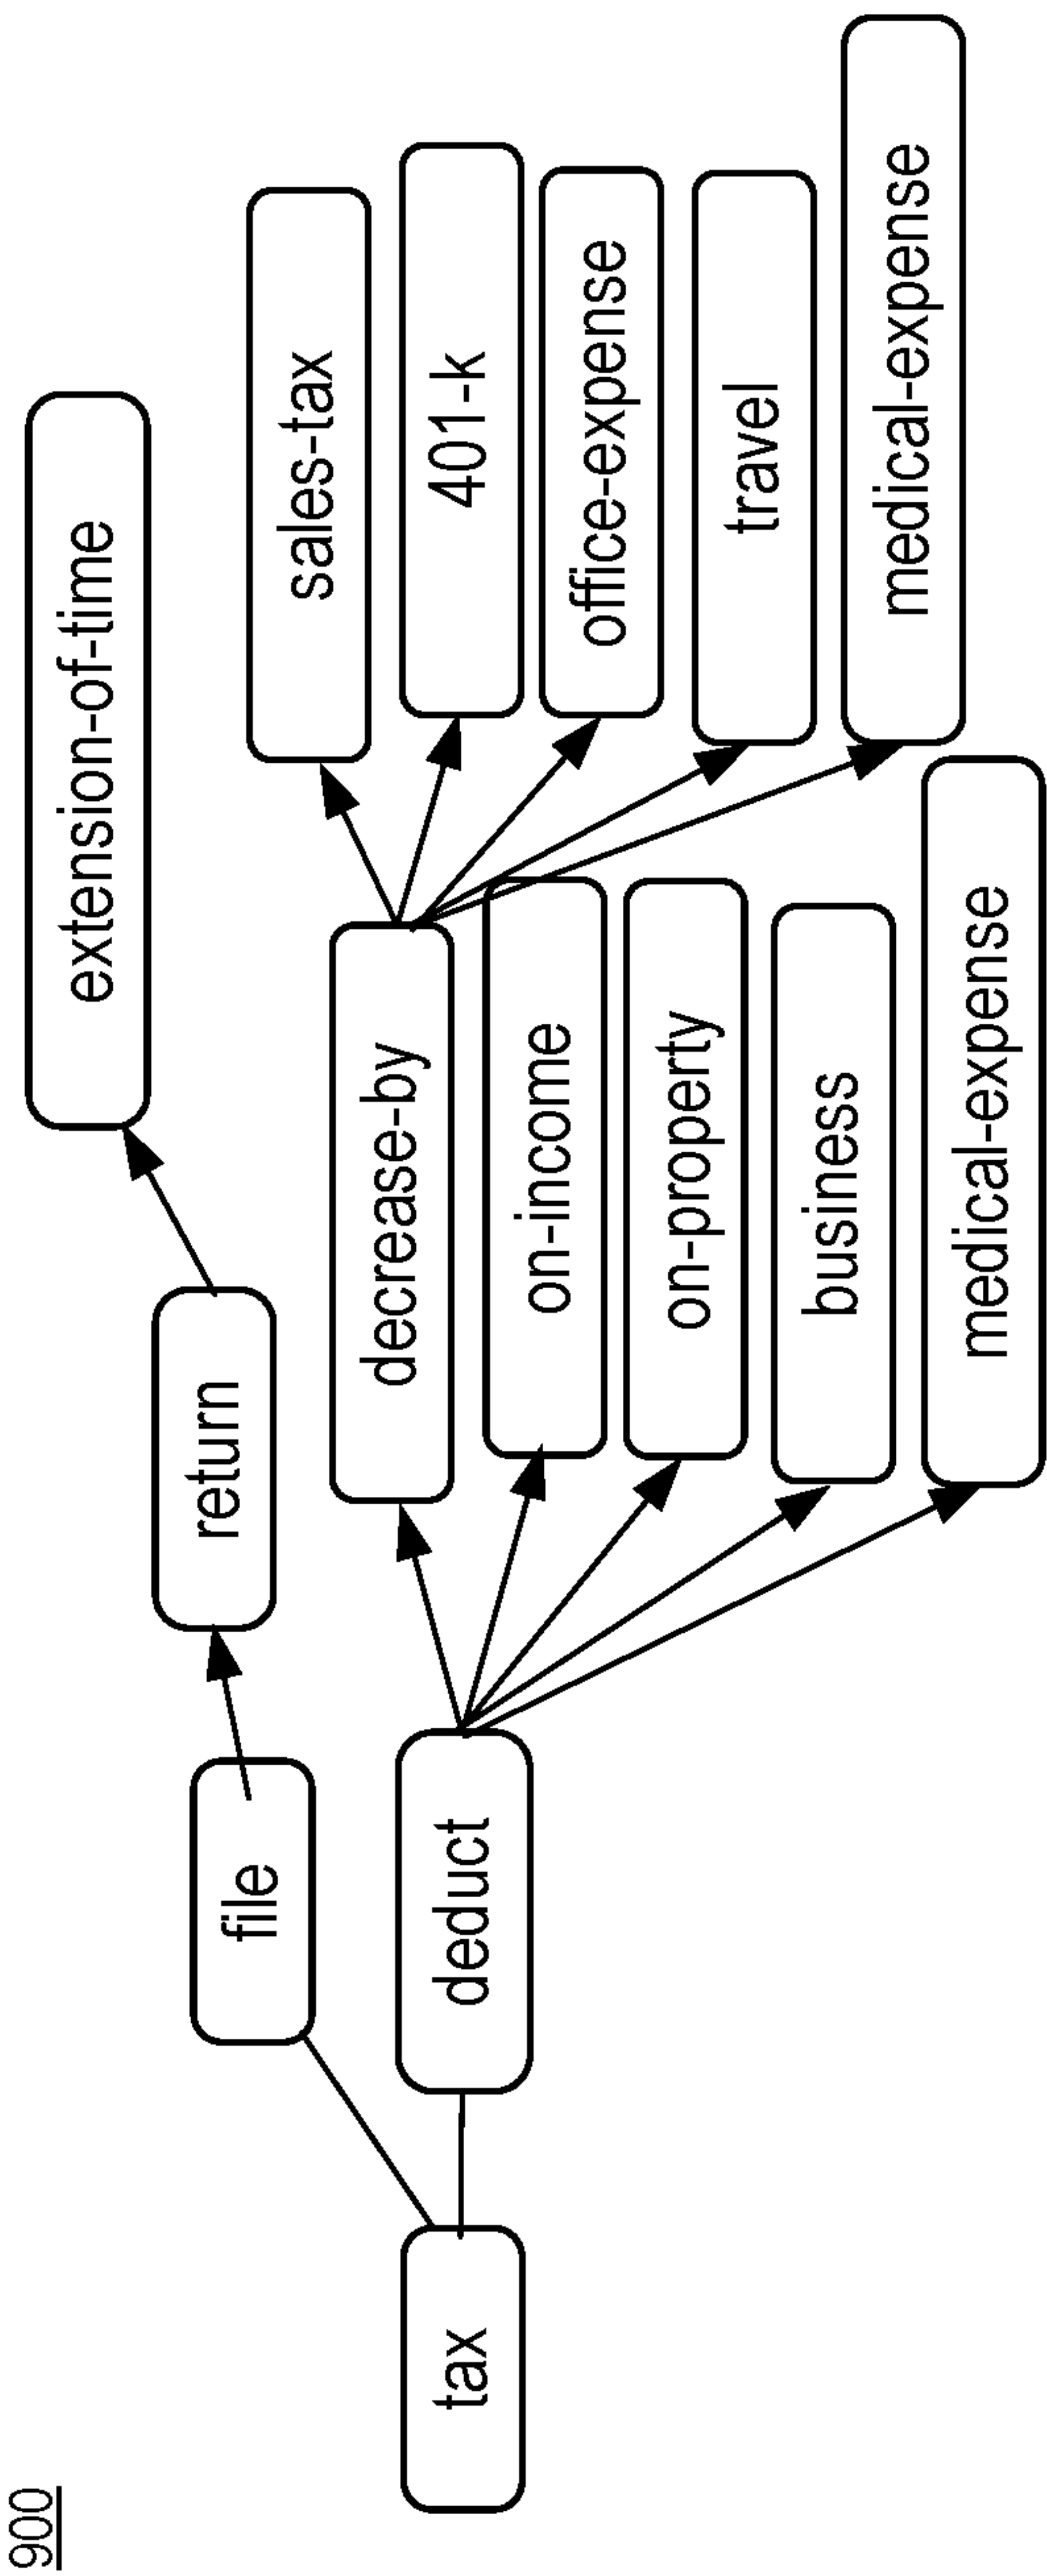 900
tax
file
return
extension-of-time
deduct
decrease-by
on-income
on-property
business
medical-expense
sales-tax
401-k
office-expense
travel
medical-expense